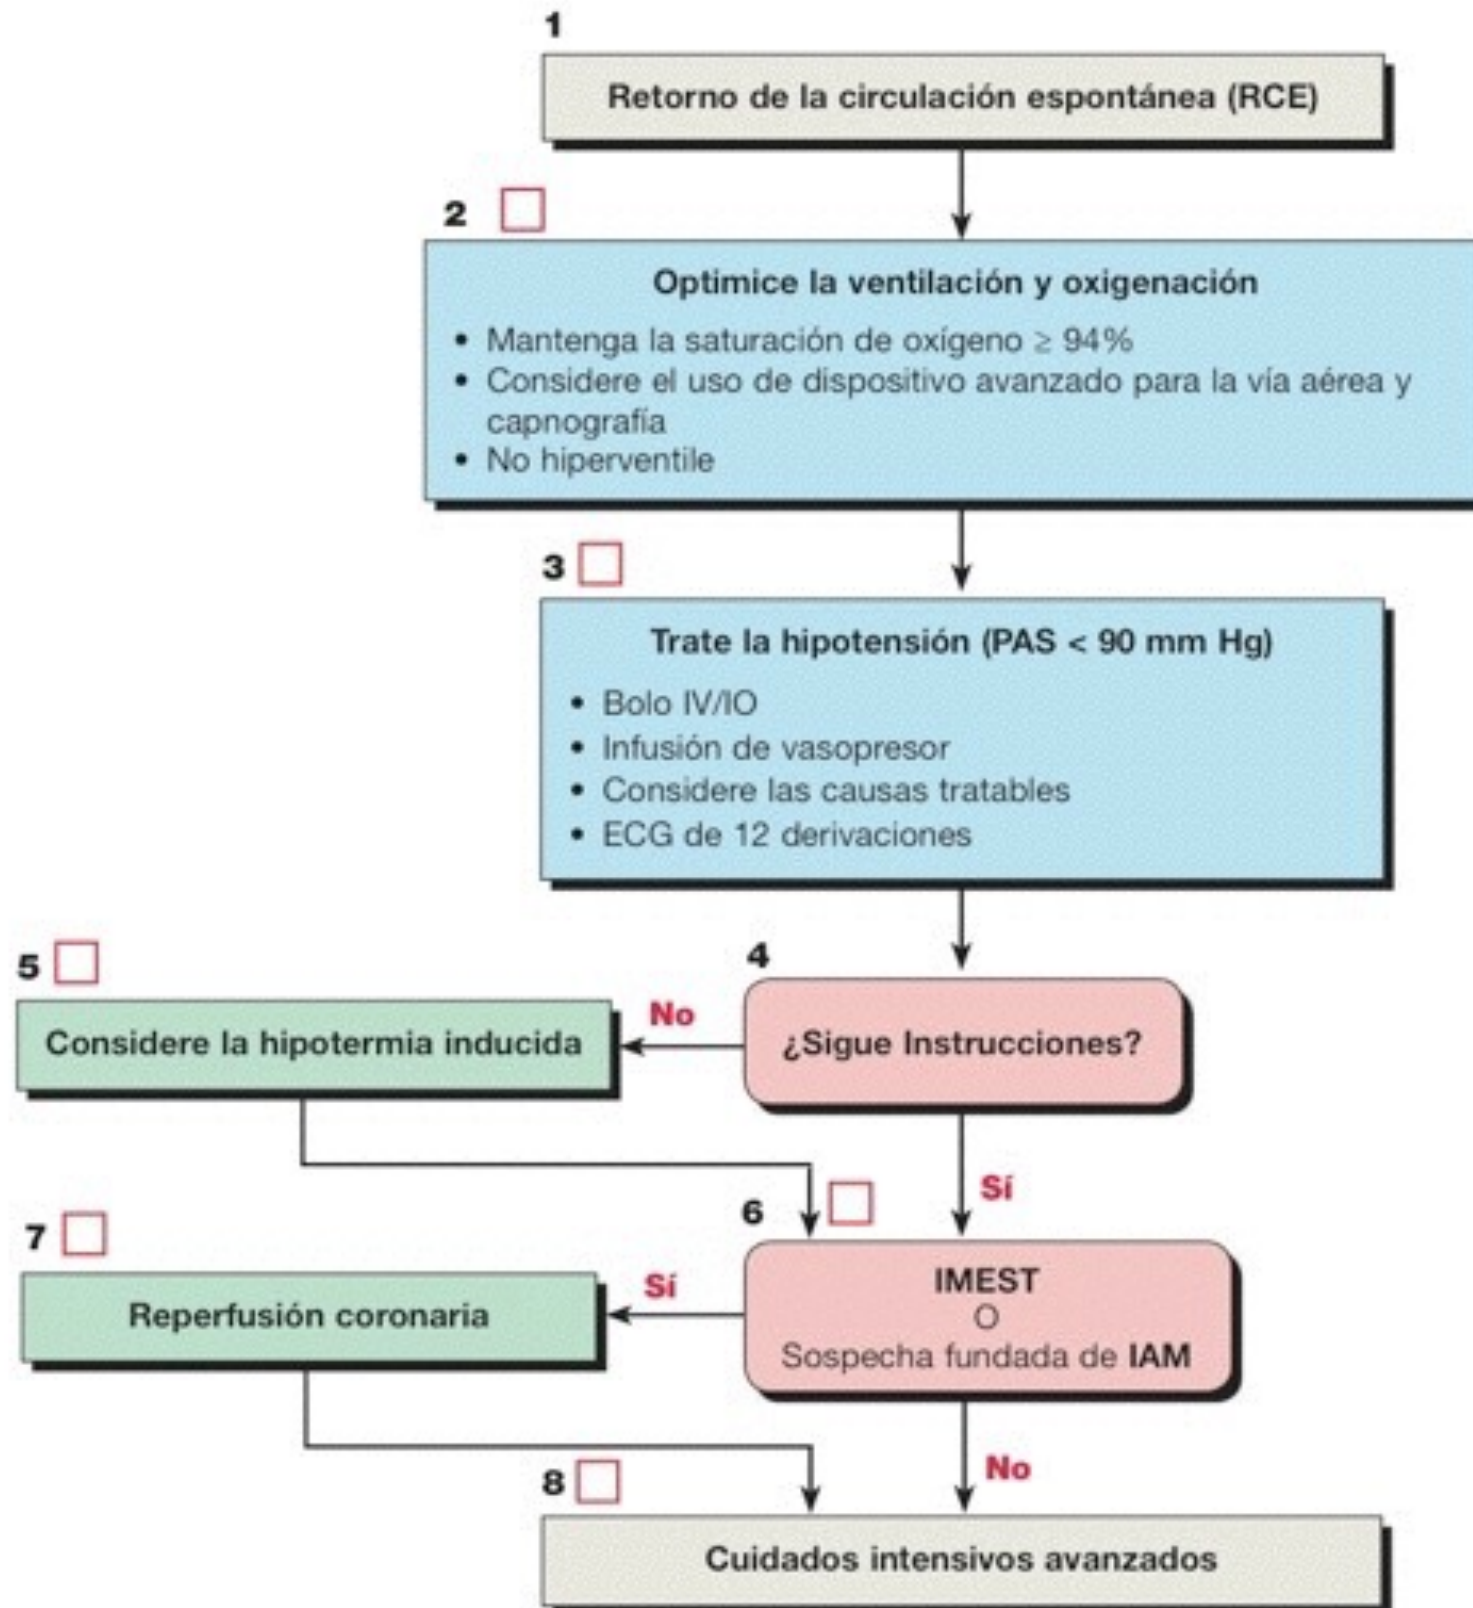 1
Retorno de la circulación espontánea (RCE)
2
Optimice la ventilación y oxigenación
• Mantenga la saturación de oxígeno ≥ 94%
• Considere el uso de dispositivo avanzado para la vía aérea y
capnografía
• No hiperventile
3
Trate la hipotensión (PAS < 90 mm Hg)
• Bolo IV/IO
• Infusión de vasopresor
• Considere las causas tratables
• ECG de 12 derivaciones
4
¿Sigue Instrucciones?
No
5
Considere la hipotermia inducida
Sí
6
IMEST
O
Sospecha fundada de IAM
Sí
7
Reperfusión coronaria
No
8
Cuidados intensivos avanzados